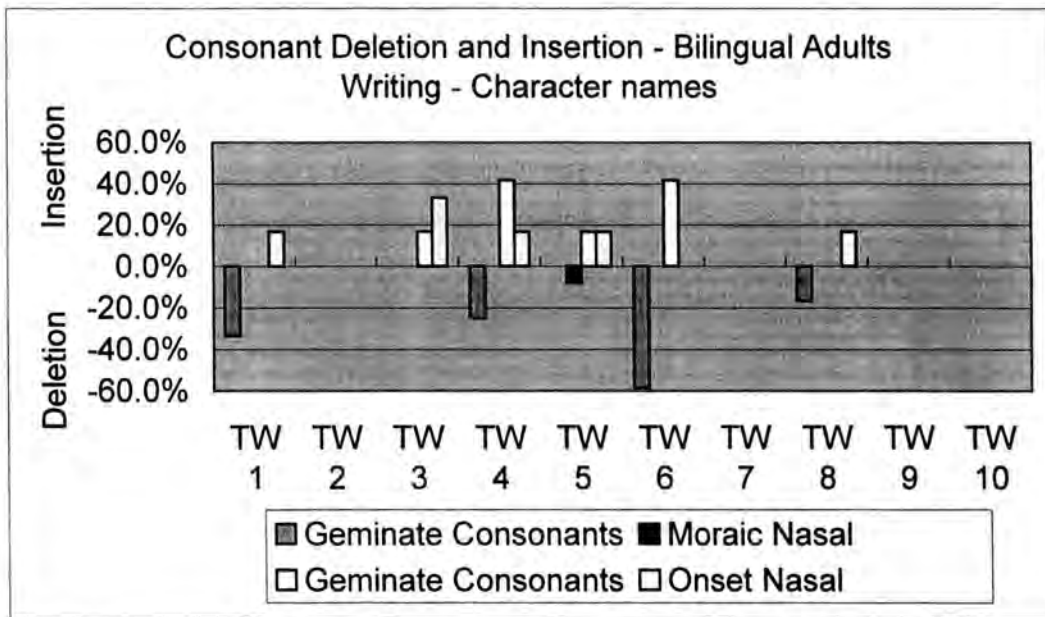 Consonant Deletion and Insertion - Bilingual Adults
Writing - Character names
Insertion
Deletion
60.0%
40.0%
20.0%
0.0%
-20.0%
-40.0%
-60.0%
TW TW TW TW TW TW TW TW TW TW
1 2 3 4 5 6 7 8 9 10
Geminate Consonants Moraic Nasal
Geminate Consonants Onset Nasal